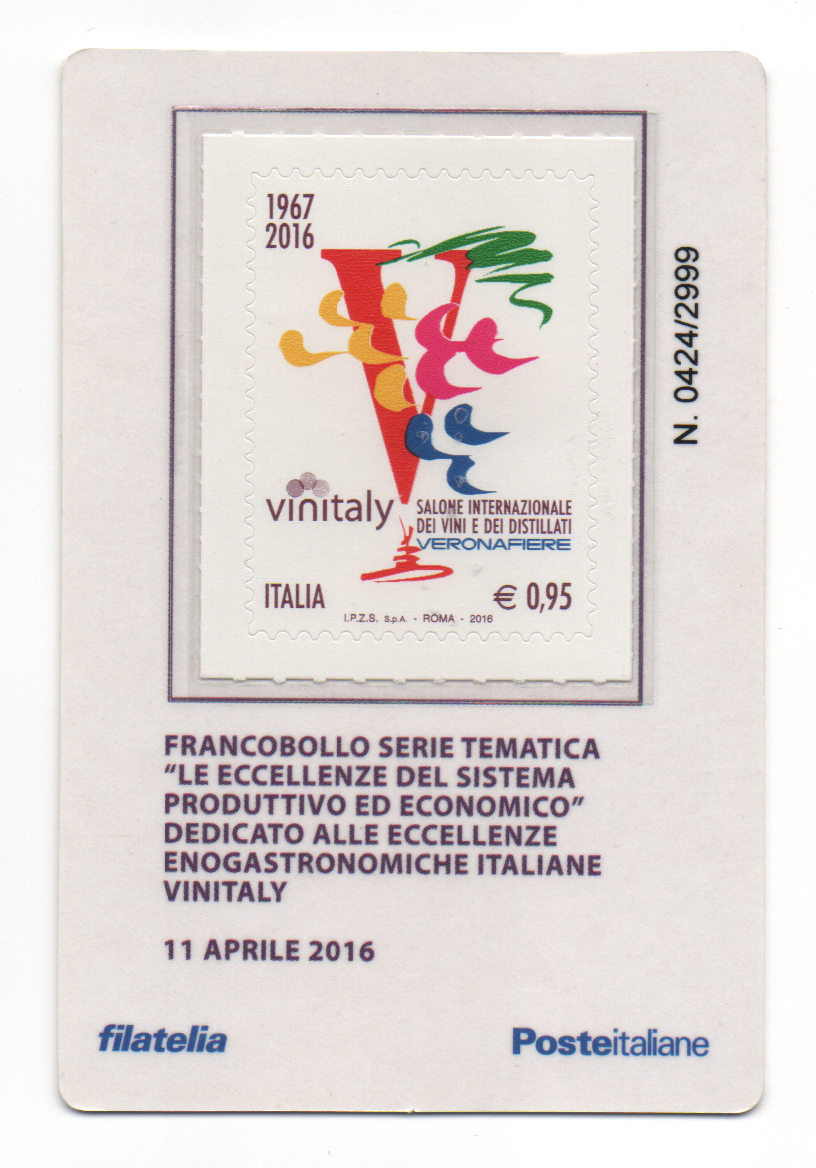 1967
2016
vinitaly
SALONE INTERNAZIONALE
DEI VINI E DEI DISTILLATI
VERONAFIERE
ITALIA
€ 0,95
I.P.Z.S. S.p.A. - ROMA - 2016
N. 0424/2999
FRANCOBOLLO SERIE TEMATICA
“LE ECCELLENZE DEL SISTEMA
PRODUTTIVO ED ECONOMICO”
DEDICATO ALLE ECCELLENZE
ENOGASTRONOMICHE ITALIANE
VINITALY
11 APRILE 2016
filatelia
Posteitaliane